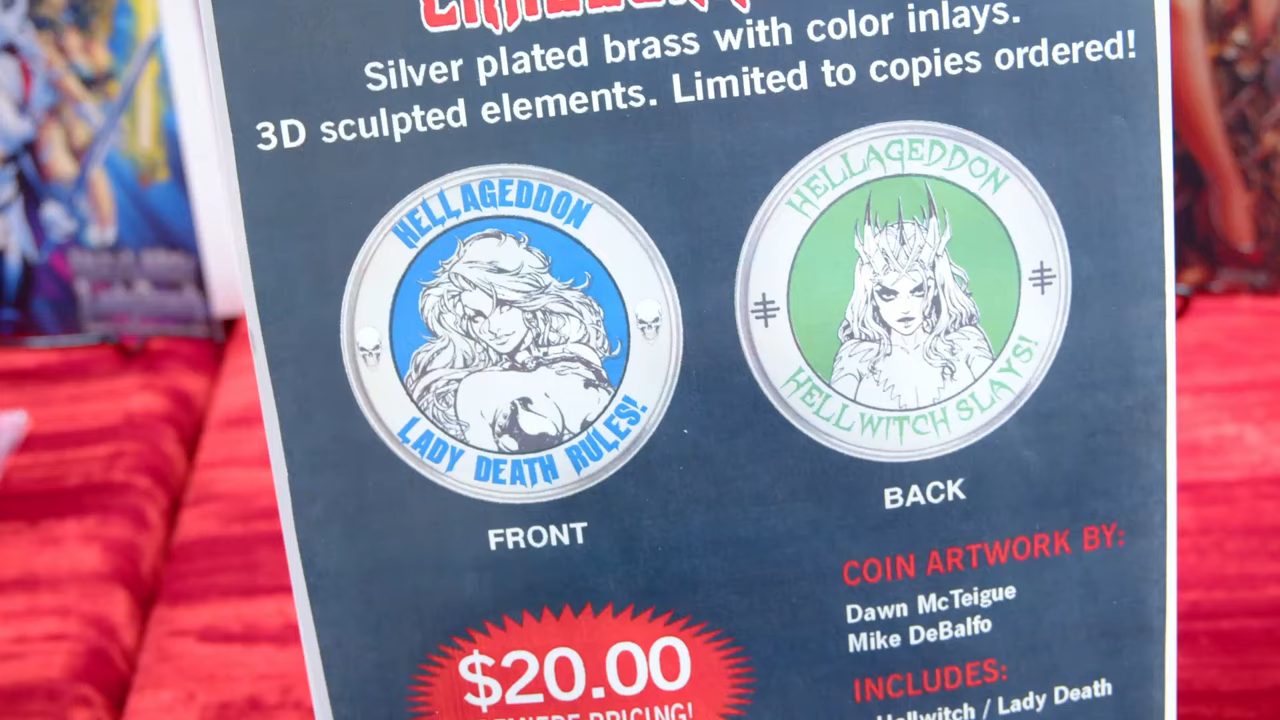 Silver plated brass with color inlays.
3D sculpted elements. Limited to copies ordered!
HELLAGEDDON
LADY DEATH RULES!
FRONT
HELLAGEDDON
HELLWITCH SLAYS!
BACK
COIN ARTWORK BY:
Dawn McTeigue
Mike DeBalfo
INCLUDES:
Hellwitch / Lady Death
$20.00
PRICING!